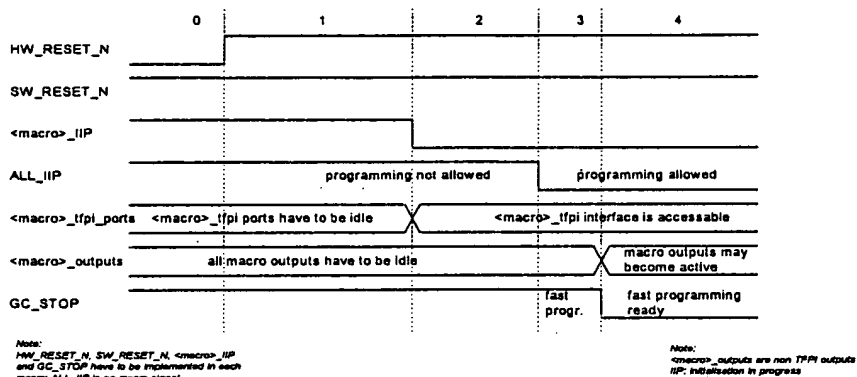 0 1 2 3 4
HW_RESET_N
SW_RESET_N
<macro>_IIP
ALL_IIP programming not allowed programming allowed
<macro>_tfpi_ports <macro>_tfpi ports have to be idle <macro>_tfpi interface is accessable
<macro>_outputs all macro outputs have to be idle macro outputs may
become active
GC_STOP fast fast programming
progr. ready
Note:
HW_RESET_N, SW_RESET_N, <macro>_IIP
and GC_STOP have to be implemented in each
Note:
<macro>_outputs are non TFPI outputs
IIP: Initialisation in progress